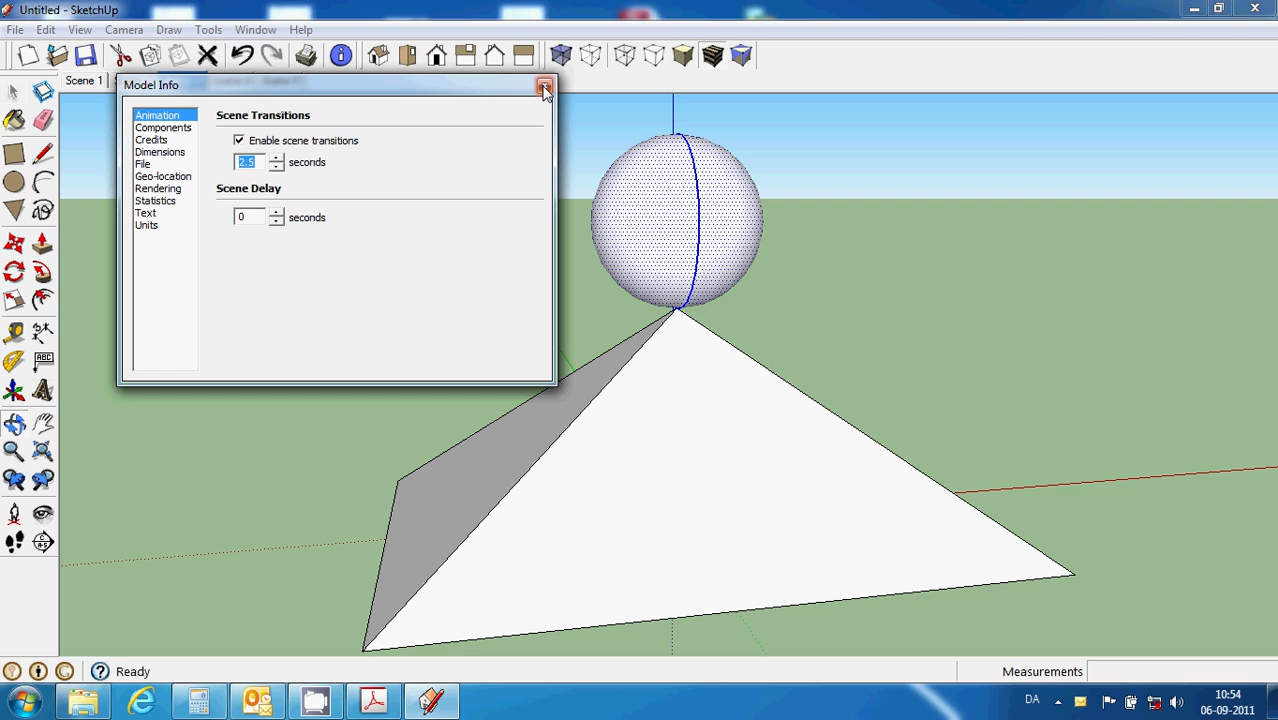 Untitled - SketchUp
File Edit View Camera Draw Tools Window Help
Scene 1
Model Info
Animation
Components
Credits
Dimensions
File
Geo-location
Rendering
Statistics
Text
Units
Scene Transitions
Enable scene transitions
2.5 seconds
Scene Delay
0 seconds
ABC
A
Ready
Measurements
DA
10:54
06-09-2011